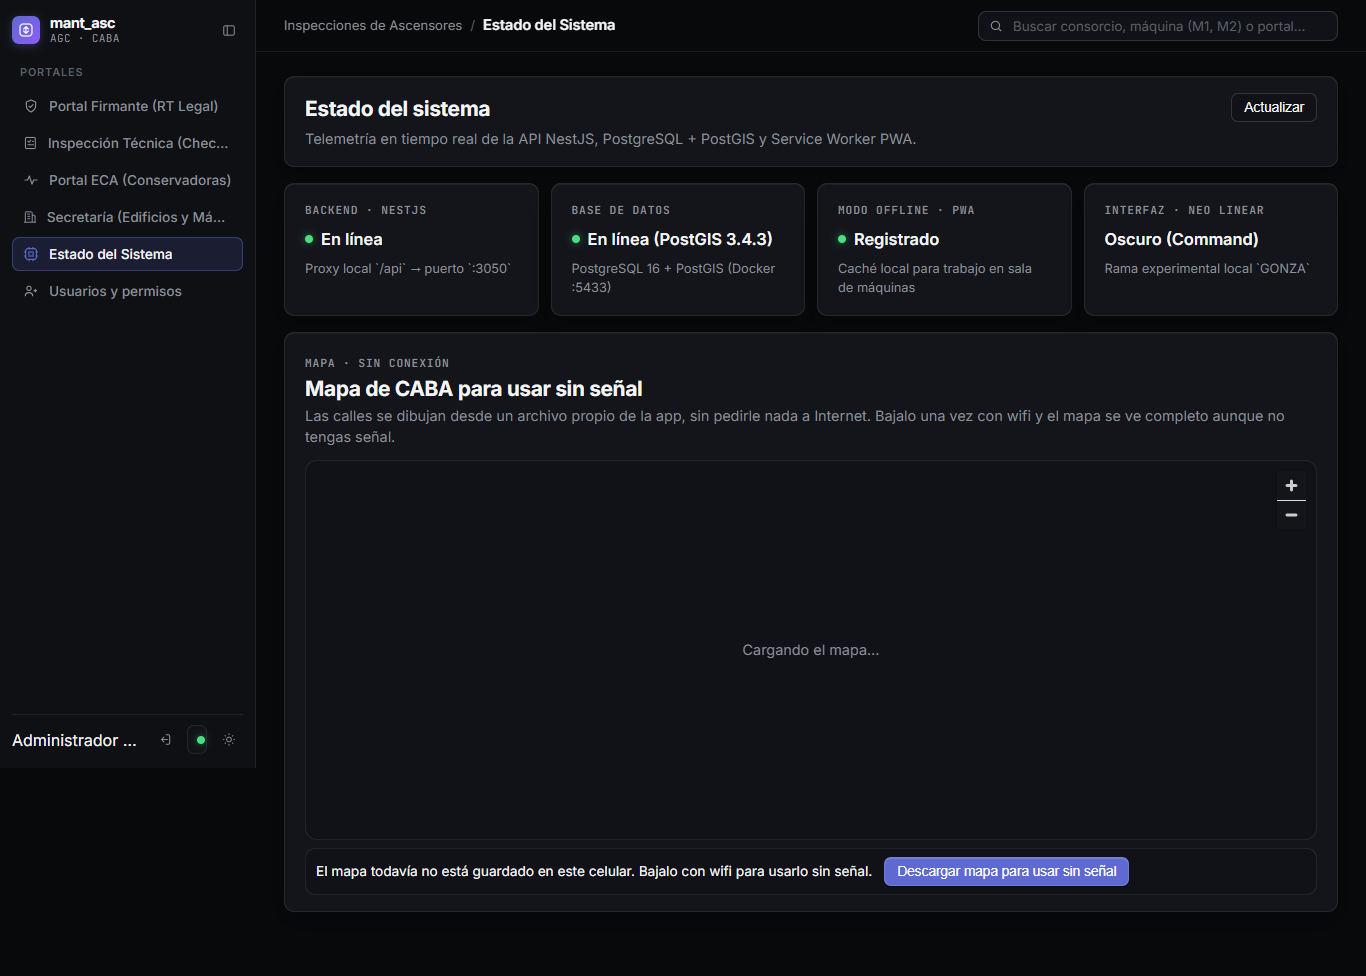 mant_asc
AGC · CABA
PORTALES
Portal Firmante (RT Legal)
Inspección Técnica (Chec...
Portal ECA (Conservadoras)
Secretaría (Edificios y Má...
Estado del Sistema
Usuarios y permisos
Administrador ...
Inspecciones de Ascensores / Estado del Sistema
Buscar consorcio, máquina (M1, M2) o portal...
Estado del sistema
Actualizar
Telemetría en tiempo real de la API NestJS, PostgreSQL + PostGIS y Service Worker PWA.
BACKEND · NESTJS
En línea
Proxy local `/api` → puerto `:3050`
BASE DE DATOS
En línea (PostGIS 3.4.3)
PostgreSQL 16 + PostGIS (Docker
:5433)
MODO OFFLINE · PWA
Registrado
Caché local para trabajo en sala
de máquinas
INTERFAZ · NEO LINEAR
Oscuro (Command)
Rama experimental local `GONZA`
MAPA · SIN CONEXIÓN
Mapa de CABA para usar sin señal
Las calles se dibujan desde un archivo propio de la app, sin pedirle nada a Internet. Bajalo una vez con wifi y el mapa se ve completo aunque no
tengas señal.
+
−
Cargando el mapa...
El mapa todavía no está guardado en este celular. Bajalo con wifi para usarlo sin señal.
Descargar mapa para usar sin señal